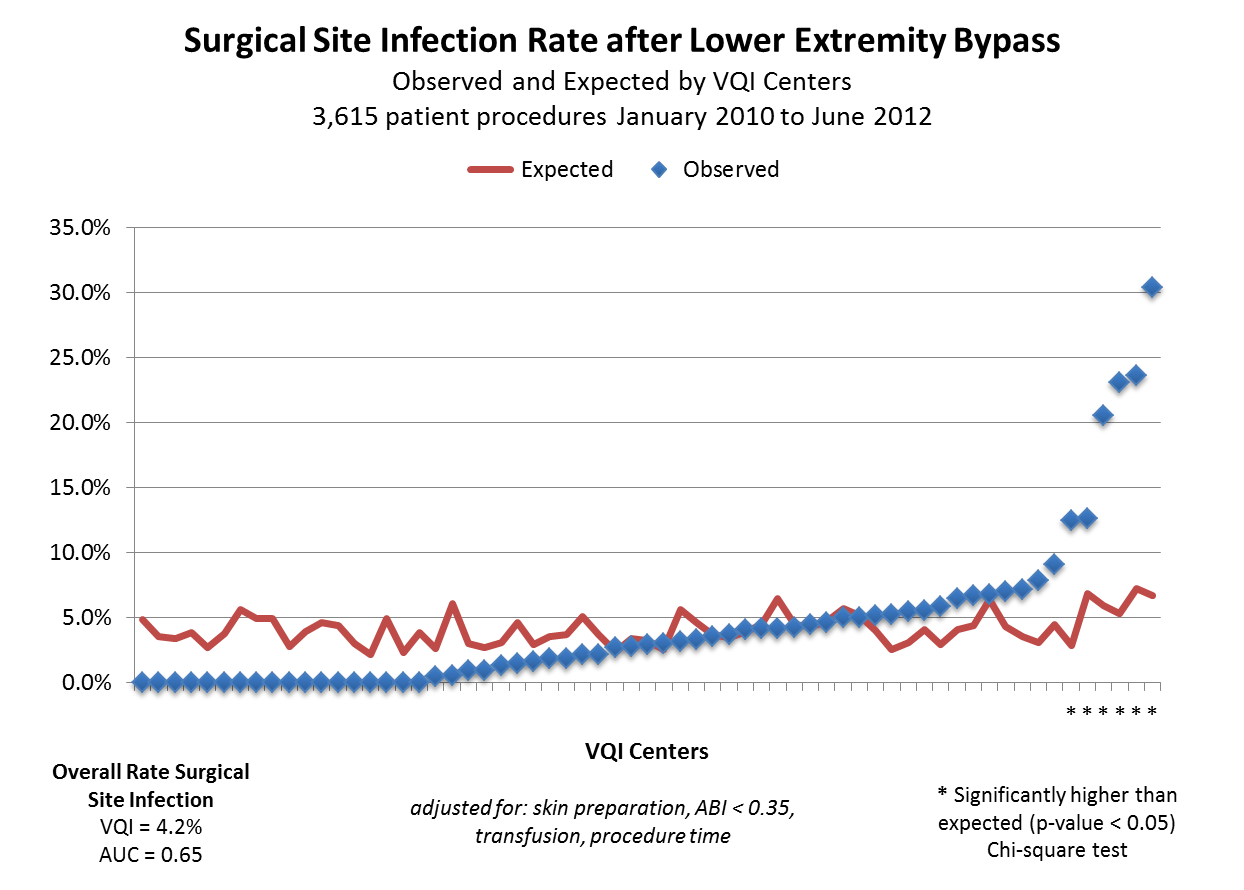 Surgical Site Infection Rate after Lower Extremity Bypass
Observed and Expected by VQI Centers
3,615 patient procedures January 2010 to June 2012
Expected
Observed
35.0%
30.0%
25.0%
20.0%
15.0%
10.0%
5.0%
0.0%
* * * * * *
VQI Centers
Overall Rate Surgical
Site Infection
VQI = 4.2%
AUC = 0.65
adjusted for: skin preparation, ABI < 0.35,
transfusion, procedure time
* Significantly higher than
expected (p-value < 0.05)
Chi-square test